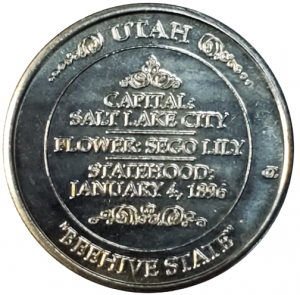 UTAH
CAPITAL:
SALT LAKE CITY
FLOWER: SEGO LILY
STATEHOOD:
JANUARY 4, 1896
"BEEHIVE STATE"